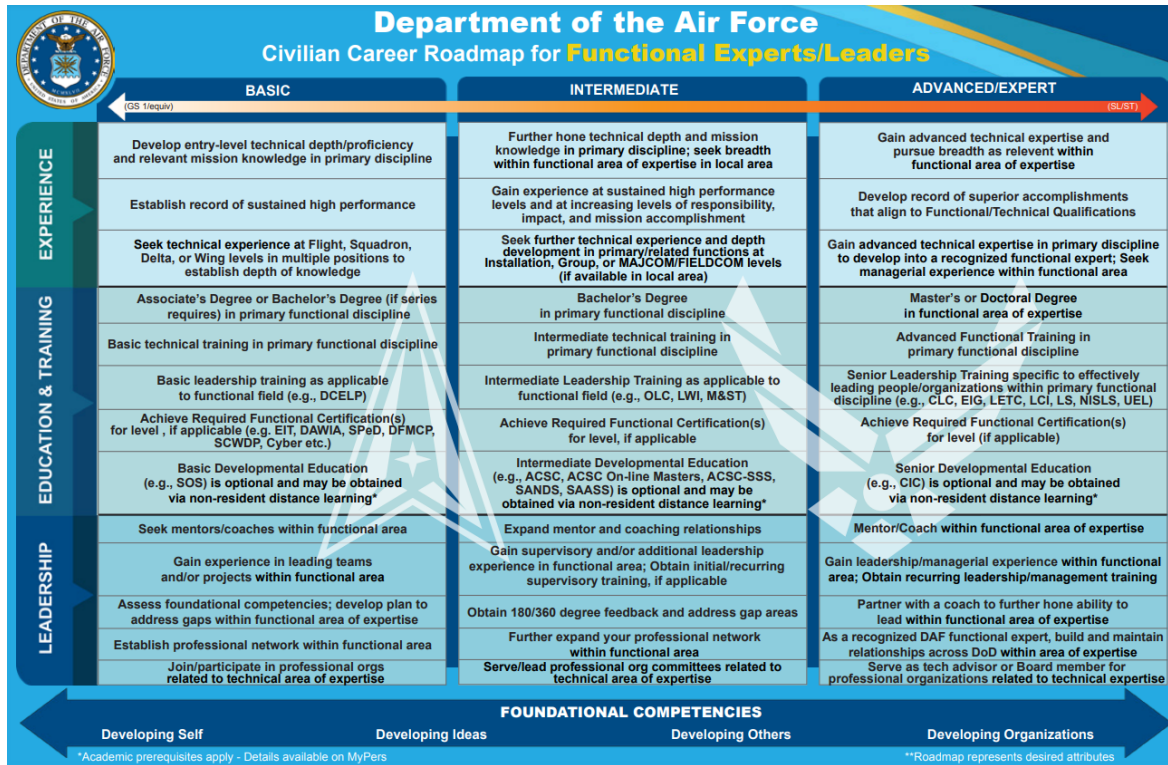 Department of the Air Force
Civilian Career Roadmap for Functional Experts/Leaders
DEPARTMENT OF THE AIR FORCE
MCMXLVII
BASIC
INTERMEDIATE
ADVANCED/EXPERT
(GS 1/equiv)
(SL/ST)
EXPERIENCE
Develop entry-level technical depth/proficiency
and relevant mission knowledge in primary discipline
Further hone technical depth and mission
knowledge in primary discipline; seek breadth
within functional area of expertise in local area
Gain advanced technical expertise and
pursue breadth as relevent within
functional area of expertise
Establish record of sustained high performance
Gain experience at sustained high performance
levels and at increasing levels of responsibility,
impact, and mission accomplishment
Develop record of superior accomplishments
that align to Functional/Technical Qualifications
Seek technical experience at Flight, Squadron,
Delta, or Wing levels in multiple positions to
establish depth of knowledge
Seek further technical experience and depth
development in primary/related functions at
Installation, Group, or MAJCOM/FIELDCOM levels
(if available in local area)
Gain advanced technical expertise in primary discipline
to develop into a recognized functional expert; Seek
managerial experience within functional area
EDUCATION & TRAINING
Associate's Degree or Bachelor's Degree (if series
requires) in primary functional discipline
Bachelor's Degree
in primary functional discipline
Master's or Doctoral Degree
in functional area of expertise
Basic technical training in primary functional discipline
Intermediate technical training in
primary functional discipline
Advanced Functional Training in
primary functional discipline
Basic leadership training as applicable
to functional field (e.g., DCELP)
Intermediate Leadership Training as applicable to
functional field (e.g., OLC, LWI, M&ST)
Senior Leadership Training specific to effectively
leading people/organizations within primary functional
discipline (e.g., CLC, EIG, LETC, LCI, LS, NISLS, UEL)
Achieve Required Functional Certification(s)
for level , if applicable (e.g. EIT, DAWIA, SPeD, DFMCP,
SCWDP, Cyber etc.)
Achieve Required Functional Certification(s)
for level, if applicable
Achieve Required Functional Certification(s)
for level (if applicable)
Basic Developmental Education
(e.g., SOS) is optional and may be obtained
via non-resident distance learning*
Intermediate Developmental Education
(e.g., ACSC, ACSC On-line Masters, ACSC-SSS,
SANDS, SAASS) is optional and may be
obtained via non-resident distance learning*
Senior Developmental Education
(e.g., CIC) is optional and may be obtained
via non-resident distance learning*
LEADERSHIP
Seek mentors/coaches within functional area
Expand mentor and coaching relationships
Mentor/Coach within functional area of expertise
Gain experience in leading teams
and/or projects within functional area
Gain supervisory and/or additional leadership
experience in functional area; Obtain initial/recurring
supervisory training, if applicable
Gain leadership/managerial experience within functional
area; Obtain recurring leadership/management training
Assess foundational competencies; develop plan to
address gaps within functional area of expertise
Obtain 180/360 degree feedback and address gap areas
Partner with a coach to further hone ability to
lead within functional area of expertise
Establish professional network within functional area
Further expand your professional network
within functional area
As a recognized DAF functional expert, build and maintain
relationships across DoD within area of expertise
Join/participate in professional orgs
related to technical area of expertise
Serve/lead professional org committees related to
technical area of expertise
Serve as tech advisor or Board member for
professional organizations related to technical expertise
FOUNDATIONAL COMPETENCIES
Developing Self
Developing Ideas
Developing Others
Developing Organizations
*Academic prerequisites apply - Details available on MyPers
**Roadmap represents desired attributes